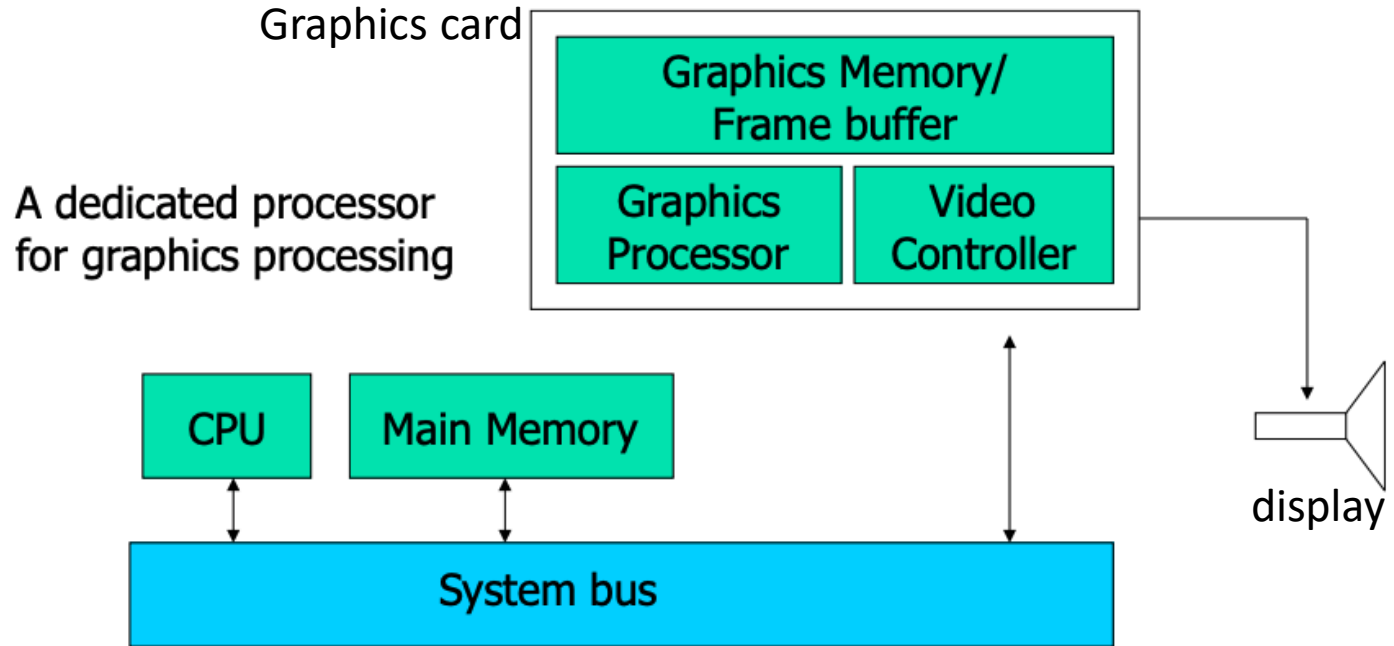 Graphics card
Graphics Memory/
Frame buffer
A dedicated processor
for graphics processing
Graphics
Processor
Video
Controller
CPU
Main Memory
display
System bus